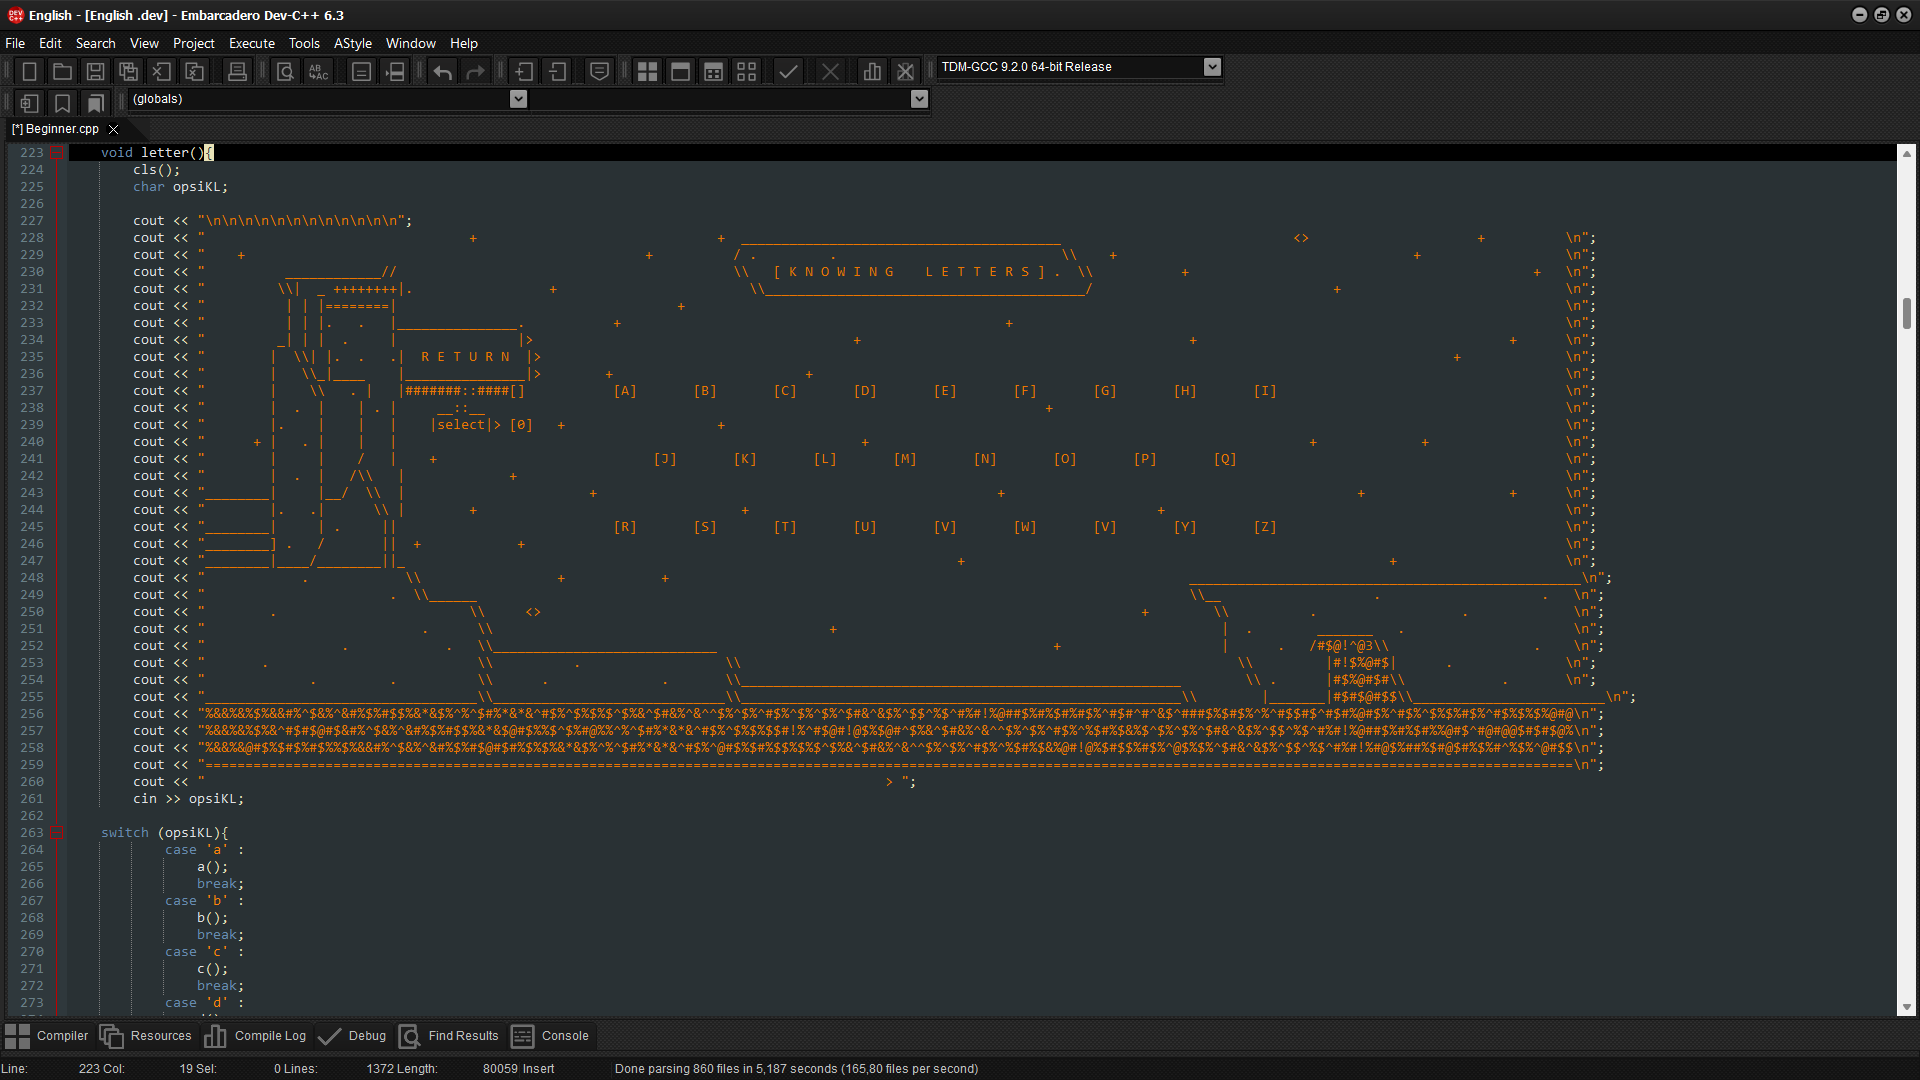 English - [English .dev] - Embarcadero Dev-C++ 6.3
File Edit Search View Project Execute Tools AStyle Window Help
TDM-GCC 9.2.0 64-bit Release
(globals)
[*] Beginner.cpp
223 void letter(){
224 cls();
225 char opsiKL;
226
227 cout << "\n\n\n\n\n\n\n\n\n\n\n\n";
228 cout << " + + ________________________________________ <> + \n";
229 cout << " + + / . . \\ + + \n";
230 cout << " ____________// \\ [ K N O W I N G L E T T E R S ] . \\ + + \n";
231 cout << " \\| _ ++++++++|. + \\________________________________________/ + \n";
232 cout << " | | |========| + \n";
233 cout << " | | |. . |_______________. + + \n";
234 cout << " _| | | . | |> + + + \n";
235 cout << " | \\| |. . .| R E T U R N |> + \n";
236 cout << " | \\_|____ |_______________|> + + \n";
237 cout << " | \\ . | |#######::####[] [A] [B] [C] [D] [E] [F] [G] [H] [I] \n";
238 cout << " | . | | . | __::__ + \n";
239 cout << " |. | | | |select|> [0] + + \n";
240 cout << " + | . | | | + + + \n";
241 cout << " | | / | + [J] [K] [L] [M] [N] [O] [P] [Q] \n";
242 cout << " | . | /\\ | + \n";
243 cout << "________| |__/ \\ | + + + + \n";
244 cout << " |. .| \\ | + + + \n";
245 cout << "________| | . || [R] [S] [T] [U] [V] [W] [V] [Y] [Z] \n";
246 cout << "________] . / || + + \n";
247 cout << "________|____/________||_ + + \n";
248 cout << " . \\ + + _________________________________________________\n";
249 cout << " . \\______ \\__ . . \n";
250 cout << " . \\ <> + \\ . . \n";
251 cout << " . \\ + | . _______ . \n";
252 cout << " . . \\____________________________ + | . /#$@!^@3\\ . \n";
253 cout << " . \\ . \\ \\ |#!$%@#$| . \n";
254 cout << " . . \\ . . \\_______________________________________________________ \\ . |#$%@#$#\\ . \n";
255 cout << "__________________________________\\_____________________________\\_______________________________________________________\\ |_______|#$#$@#$$\\________________________\n";
256 cout <<
257 cout <<
258 cout <<
259 cout <<
260 cout << " > ";
261 cin >> opsiKL;
262
263 switch (opsiKL){
264 case 'a' :
265 a();
266 break;
267 case 'b' :
268 b();
269 break;
270 case 'c' :
271 c();
272 break;
273 case 'd' :
Compiler Resources Compile Log Debug Find Results Console
Line: 223 Col: 19 Sel: 0 Lines: 1372 Length: 80059 Insert Done parsing 860 files in 5,187 seconds (165,80 files per second)